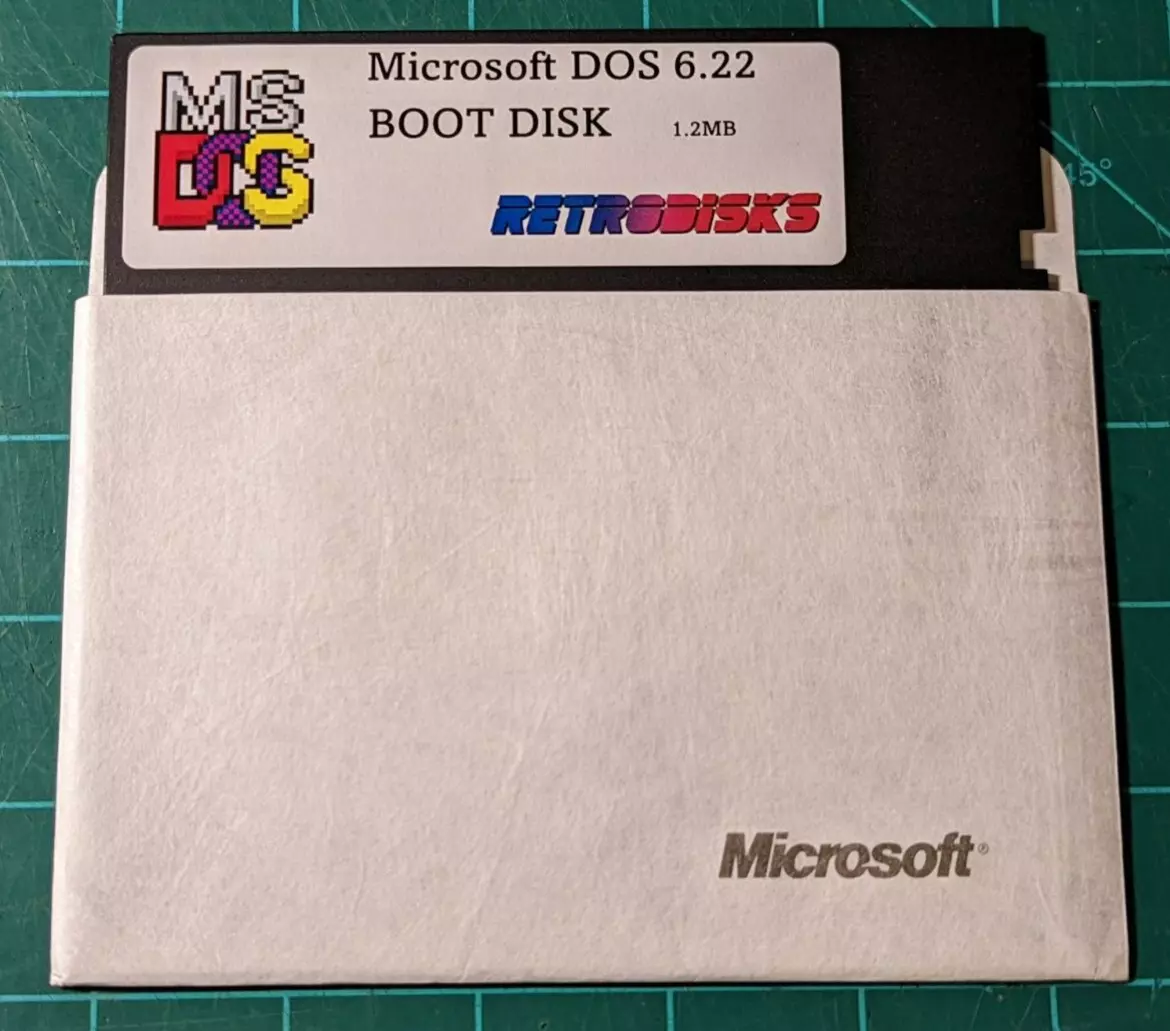 MS
DOS
Microsoft DOS 6.22
BOOT DISK 1.2MB
RETRODISKS
45°
Microsoft®